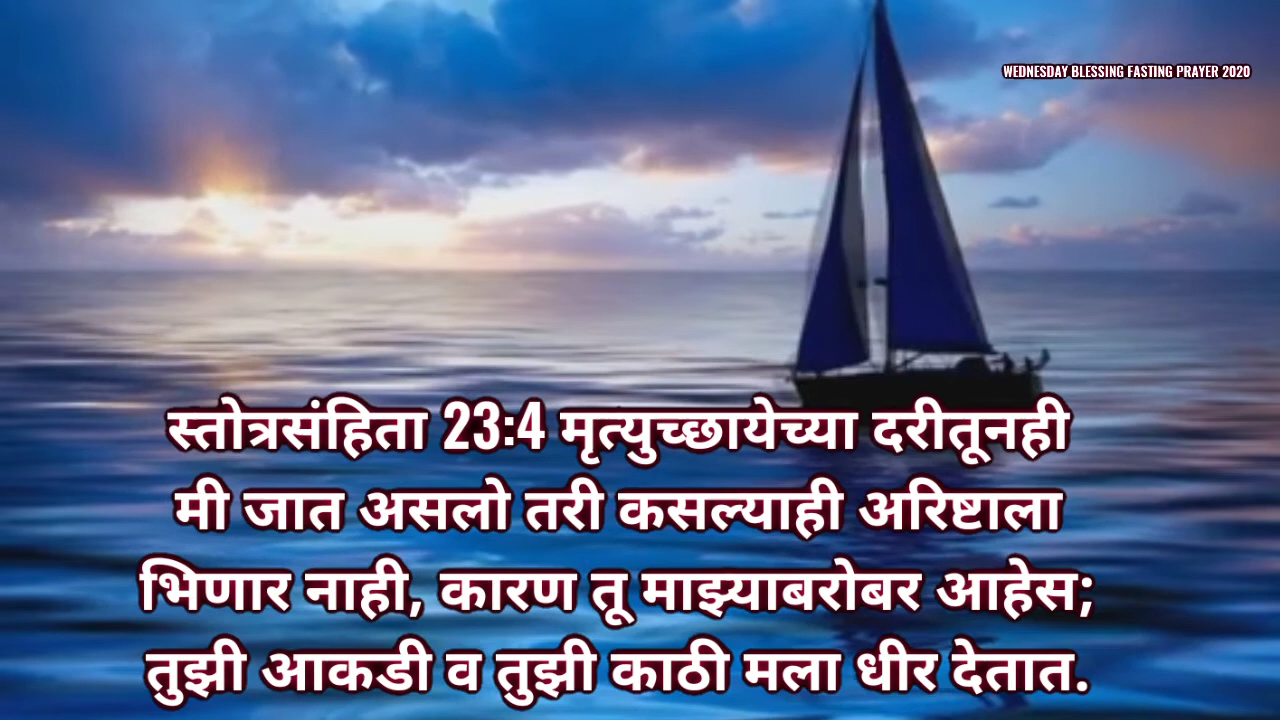 WEDNESDAY BLESSING FASTING PRAYER 2020
स्तोत्रसंहिता 23:4 मृत्युच्छायेच्या दरीतूनही
मी जात असलो तरी कसल्याही अरिष्टाला
भिणार नाही, कारण तू माझ्याबरोबर आहेस;
तुझी आकडी व तुझी काठी मला धीर देतात.